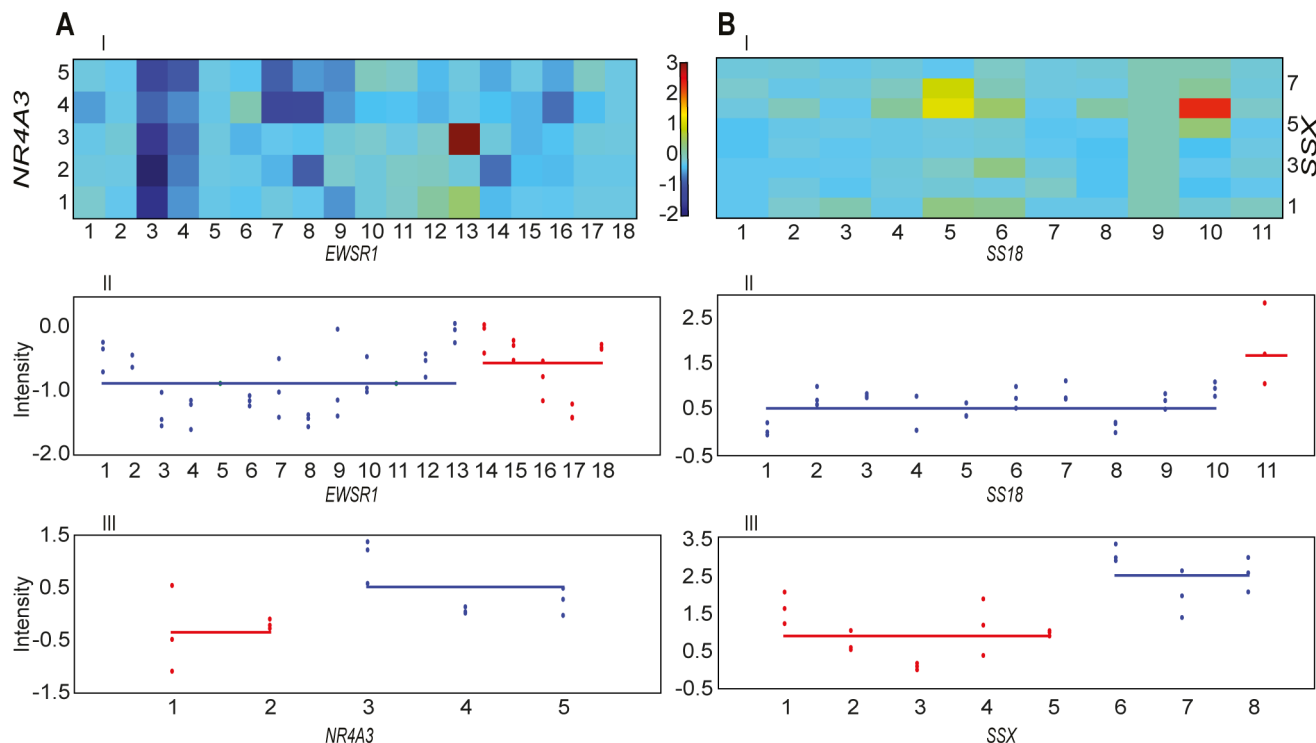 A
I
NR4A3
5
4
3
2
1
1 2 3 4 5 6 7 8 9 10 11 12 13 14 15 16 17 18
EWSR1
3
2
1
0
-1
-2
B
I
7
5
3
1
SSX
1 2 3 4 5 6 7 8 9 10 11
SS18
II
Intensity
0.0
-1.0
-2.0
1 2 3 4 5 6 7 8 9 10 11 12 13 14 15 16 17 18
EWSR1
II
2.5
1.5
0.5
-0.5
1 2 3 4 5 6 7 8 9 10 11
SS18
III
Intensity
1.5
0.5
-0.5
-1.5
1 2 3 4 5
NR4A3
III
3.5
2.5
1.5
0.5
-0.5
1 2 3 4 5 6 7 8
SSX